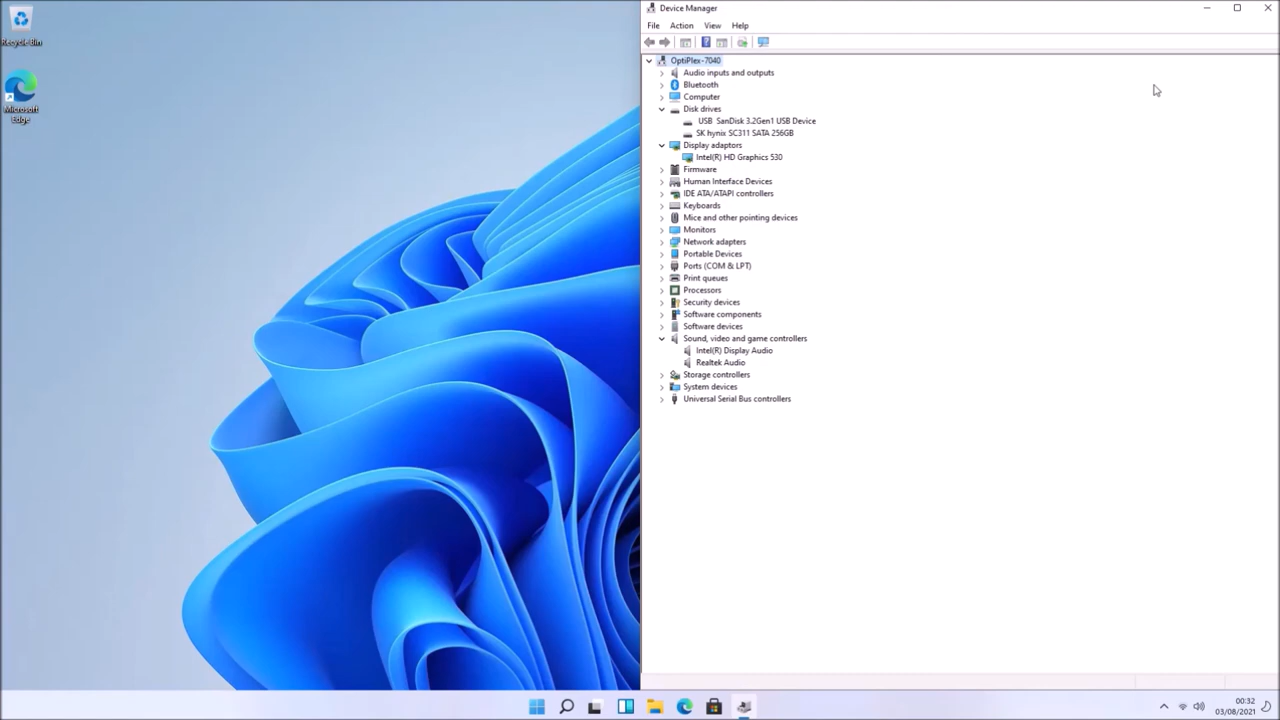 Recycle Bin
Microsoft
Edge
Device Manager
File Action View Help
OptiPlex-7040
Audio inputs and outputs
Bluetooth
Computer
Disk drives
USB SanDisk 3.2Gen1 USB Device
SK hynix SC311 SATA 256GB
Display adaptors
Intel(R) HD Graphics 530
Firmware
Human Interface Devices
IDE ATA/ATAPI controllers
Keyboards
Mice and other pointing devices
Monitors
Network adapters
Portable Devices
Ports (COM & LPT)
Print queues
Processors
Security devices
Software components
Software devices
Sound, video and game controllers
Intel(R) Display Audio
Realtek Audio
Storage controllers
System devices
Universal Serial Bus controllers
00:32
03/08/2021